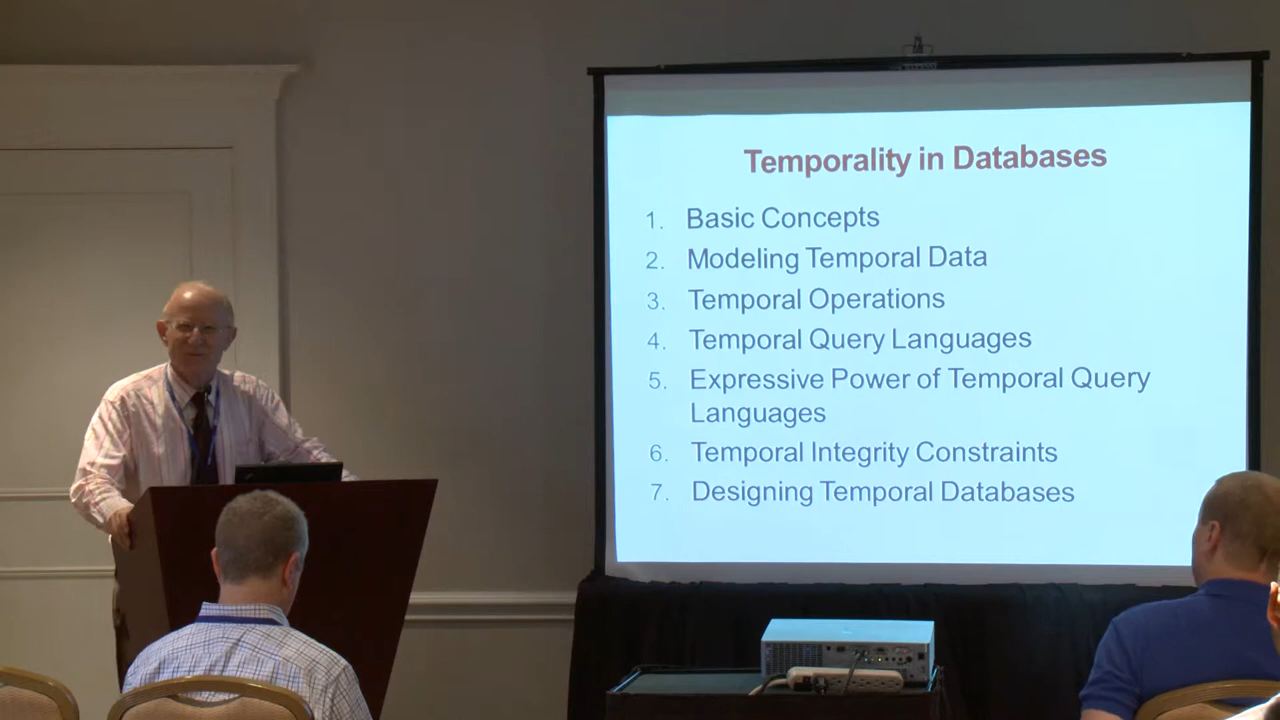 Temporality in Databases
1. Basic Concepts
2. Modeling Temporal Data
3. Temporal Operations
4. Temporal Query Languages
5. Expressive Power of Temporal Query
Languages
6. Temporal Integrity Constraints
7. Designing Temporal Databases